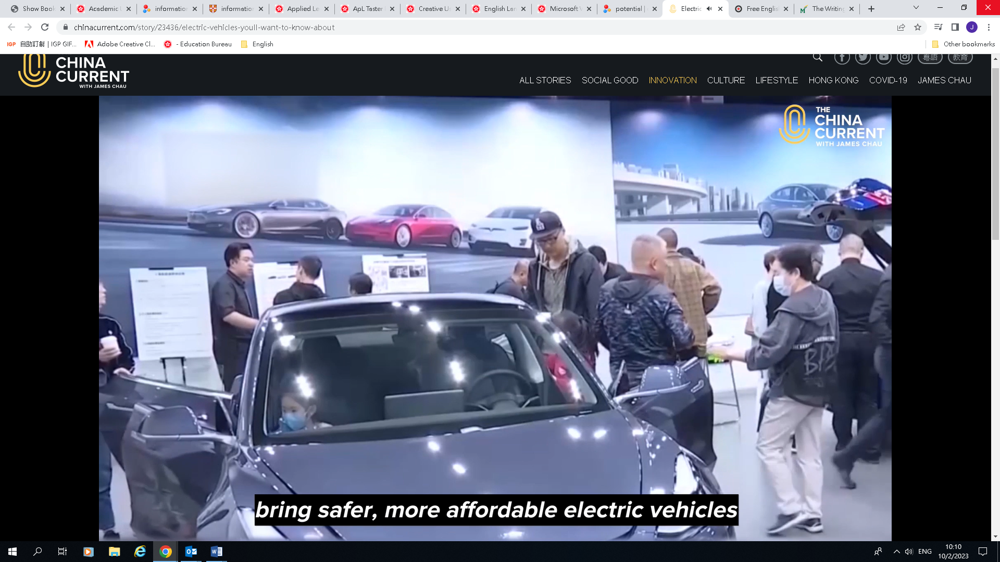 Show Book
Academic
informatio
informatio
Applied Le
ApL Taster
Creative Us
English Lan
Microsoft
potential |
Electric
Free Englis
The Writing
chinacurrent.com/story/23436/electric-vehicles-youll-want-to-know-about
J
IGP
自助訂製 | IGP GIF...
Adobe Creative Cl...
- Education Bureau
English
Other bookmarks
CHINA
CURRENT
WITH JAMES CHAU
粵語
教育
ALL STORIES
SOCIAL GOOD
INNOVATION
CULTURE
LIFESTYLE
HONG KONG
COVID-19
JAMES CHAU
THE
CHINA
CURRENT
WITH JAMES CHAU
bring safer, more affordable electric vehicles
ENG
10:10
10/2/2023